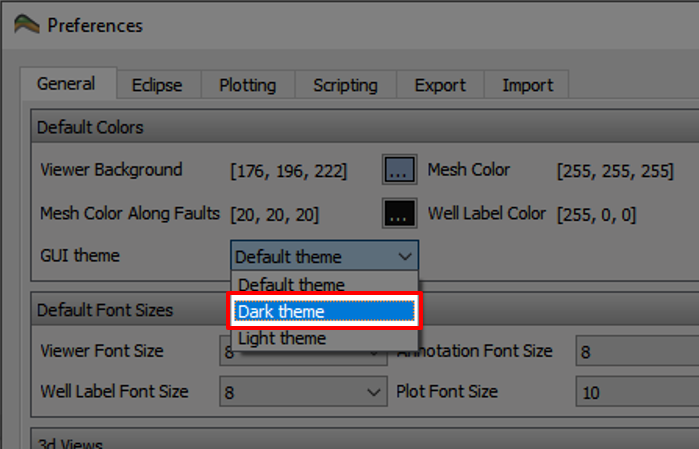 Preferences
General Eclipse Plotting Scripting Export Import
Default Colors
Viewer Background [176, 196, 222] ... Mesh Color [255, 255, 255]
Mesh Color Along Faults [20, 20, 20] ... Well Label Color [255, 0, 0]
GUI theme Default theme
Default theme
Default Font Sizes Dark theme
Light theme
Viewer Font Size 8 Annotation Font Size 8
Well Label Font Size 8 Plot Font Size 10
3d Views